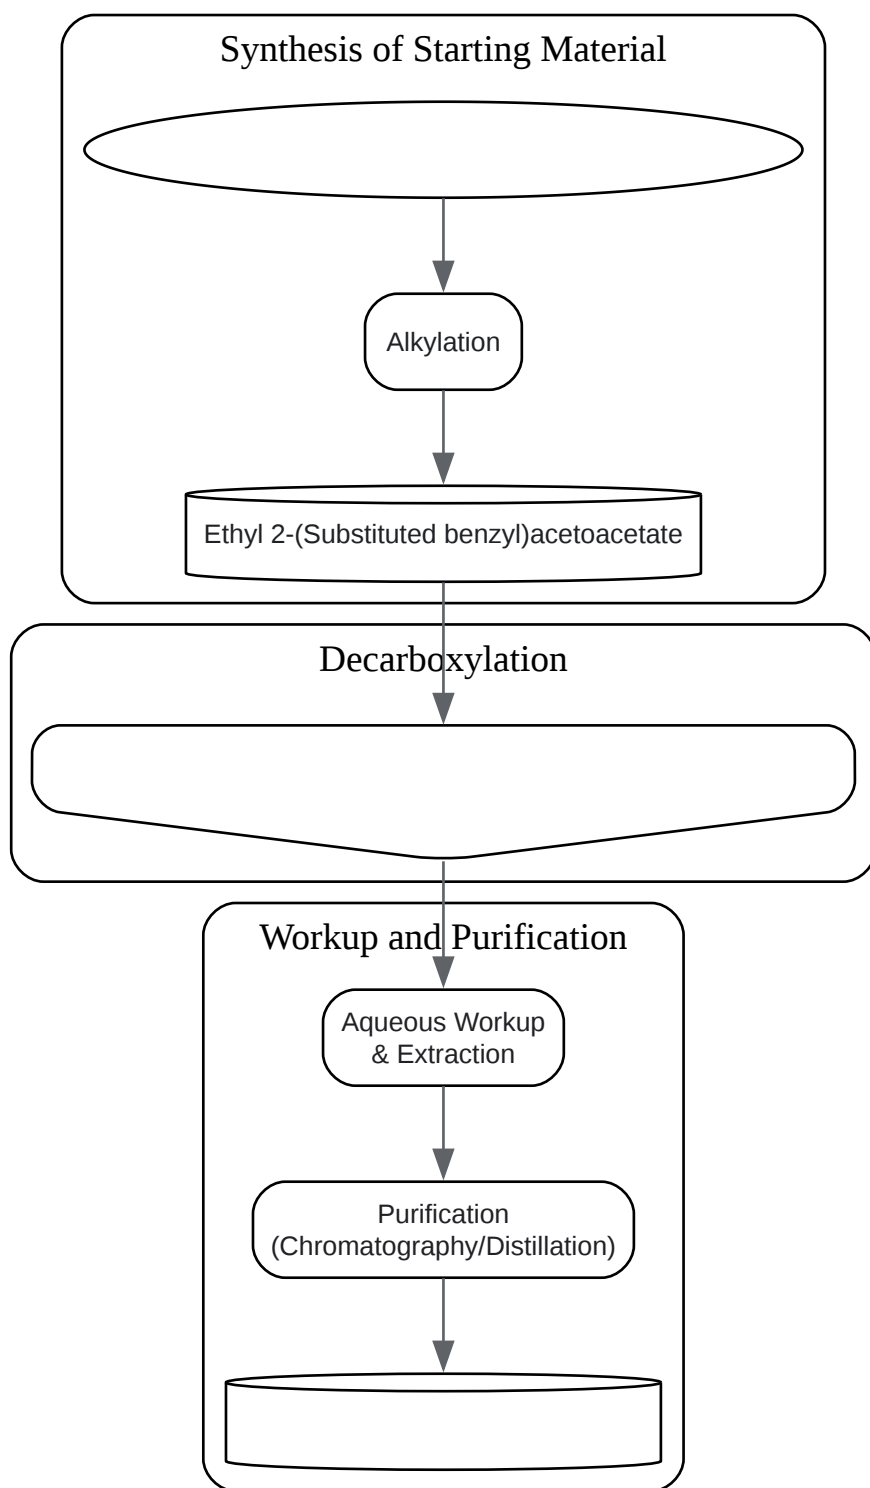 Synthesis of Starting Material
Alkylation
Ethyl 2-(Substituted benzyl)acetoacetate
Decarboxylation
Workup and Purification
Aqueous Workup
& Extraction
Purification
(Chromatography/Distillation)